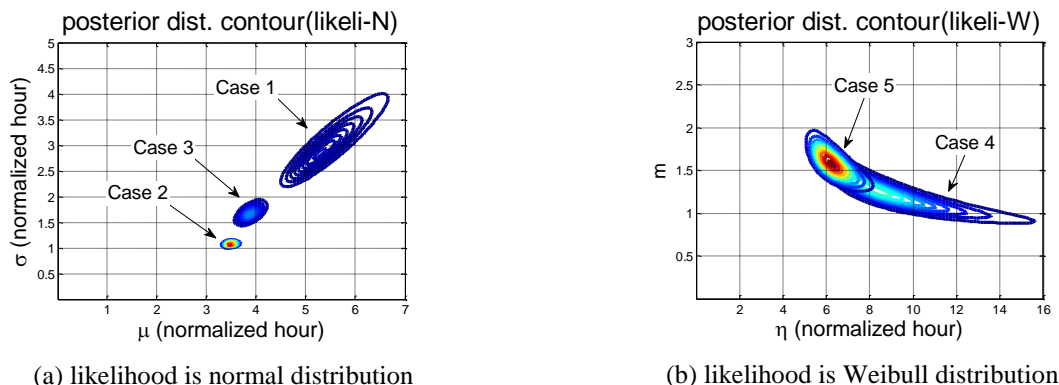 posterior dist. contour(likeli-N)
5
4.5
4
3.5
3
2.5
2
1.5
1
0.5
σ (normalized hour)
Case 1
Case 3
Case 2
1 2 3 4 5 6 7
μ (normalized hour)
(a) likelihood is normal distribution
posterior dist. contour(likeli-W)
3
2.5
2
1.5
1
0.5
m
Case 5
Case 4
2 4 6 8 10 12 14 16
η (normalized hour)
(b) likelihood is Weibull distribution